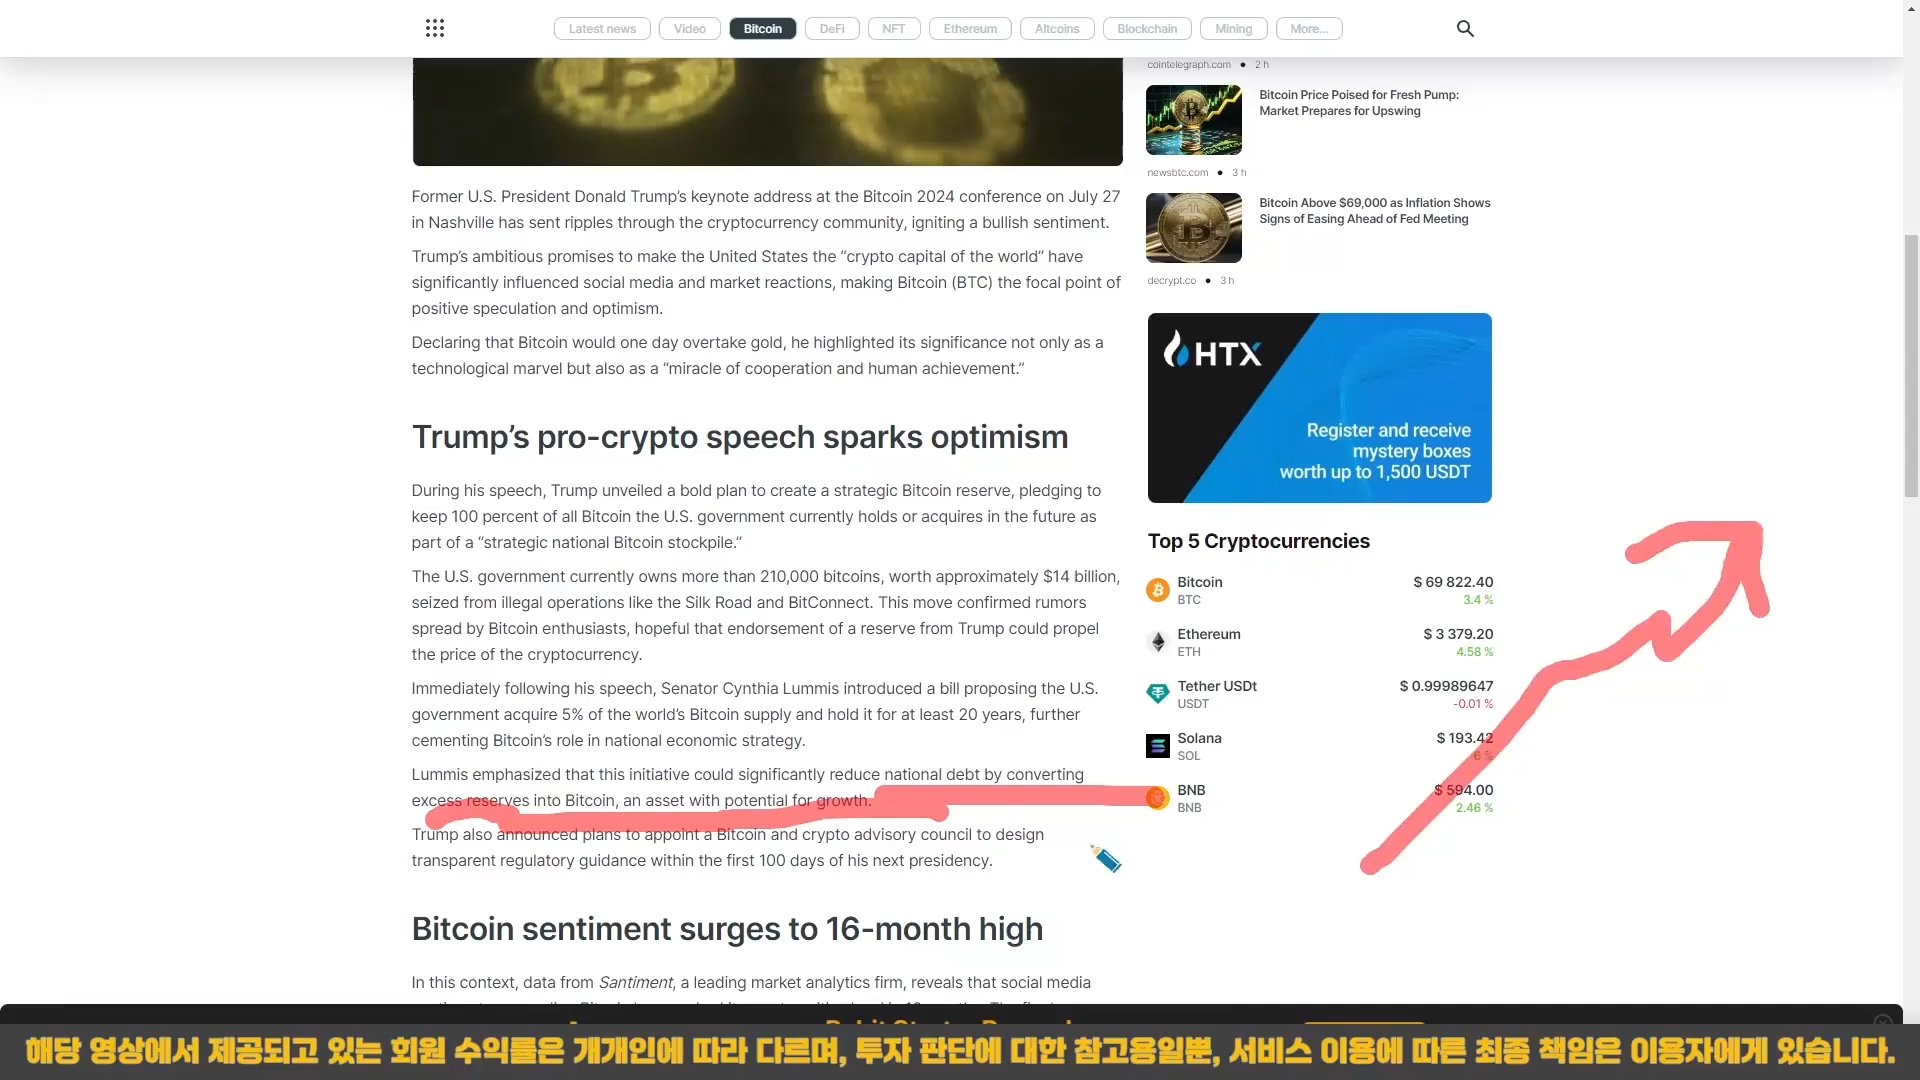 Latest news
Video
Bitcoin
DeFi
NFT
Ethereum
Altcoins
Blockchain
Mining
More...
Former U.S. President Donald Trump’s keynote address at the Bitcoin 2024 conference on July 27
in Nashville has sent ripples through the cryptocurrency community, igniting a bullish sentiment.
Trump’s ambitious promises to make the United States the “crypto capital of the world” have
significantly influenced social media and market reactions, making Bitcoin (BTC) the focal point of
positive speculation and optimism.
Declaring that Bitcoin would one day overtake gold, he highlighted its significance not only as a
technological marvel but also as a “miracle of cooperation and human achievement.”
Trump’s pro-crypto speech sparks optimism
During his speech, Trump unveiled a bold plan to create a strategic Bitcoin reserve, pledging to
keep 100 percent of all Bitcoin the U.S. government currently holds or acquires in the future as
part of a “strategic national Bitcoin stockpile.”
The U.S. government currently owns more than 210,000 bitcoins, worth approximately $14 billion,
seized from illegal operations like the Silk Road and BitConnect. This move confirmed rumors
spread by Bitcoin enthusiasts, hopeful that endorsement of a reserve from Trump could propel
the price of the cryptocurrency.
Immediately following his speech, Senator Cynthia Lummis introduced a bill proposing the U.S.
government acquire 5% of the world’s Bitcoin supply and hold it for at least 20 years, further
cementing Bitcoin’s role in national economic strategy.
Lummis emphasized that this initiative could significantly reduce national debt by converting
excess reserves into Bitcoin, an asset with potential for growth.
Trump also announced plans to appoint a Bitcoin and crypto advisory council to design
transparent regulatory guidance within the first 100 days of his next presidency.
Bitcoin sentiment surges to 16-month high
In this context, data from Santiment, a leading market analytics firm, reveals that social media
cointelegraph.com ● 2 h
Bitcoin Price Poised for Fresh Pump:
Market Prepares for Upswing
newsbtc.com ● 3 h
Bitcoin Above $69,000 as Inflation Shows
Signs of Easing Ahead of Fed Meeting
decrypt.co ● 3 h
HTX
Register and receive
mystery boxes
worth up to 1,500 USDT
Top 5 Cryptocurrencies
Bitcoin $ 69 822.40
BTC 3.4 %
Ethereum $ 3 379.20
ETH 4.58 %
Tether USDt $ 0.99989647
USDT -0.01 %
Solana $ 193.42
SOL 6 %
BNB $ 594.00
BNB 2.46 %
해당 영상에서 제공되고 있는 회원 수익률은 개개인에 따라 다르며, 투자 판단에 대한 참고용일뿐, 서비스 이용에 따른 최종 책임은 이용자에게 있습니다.